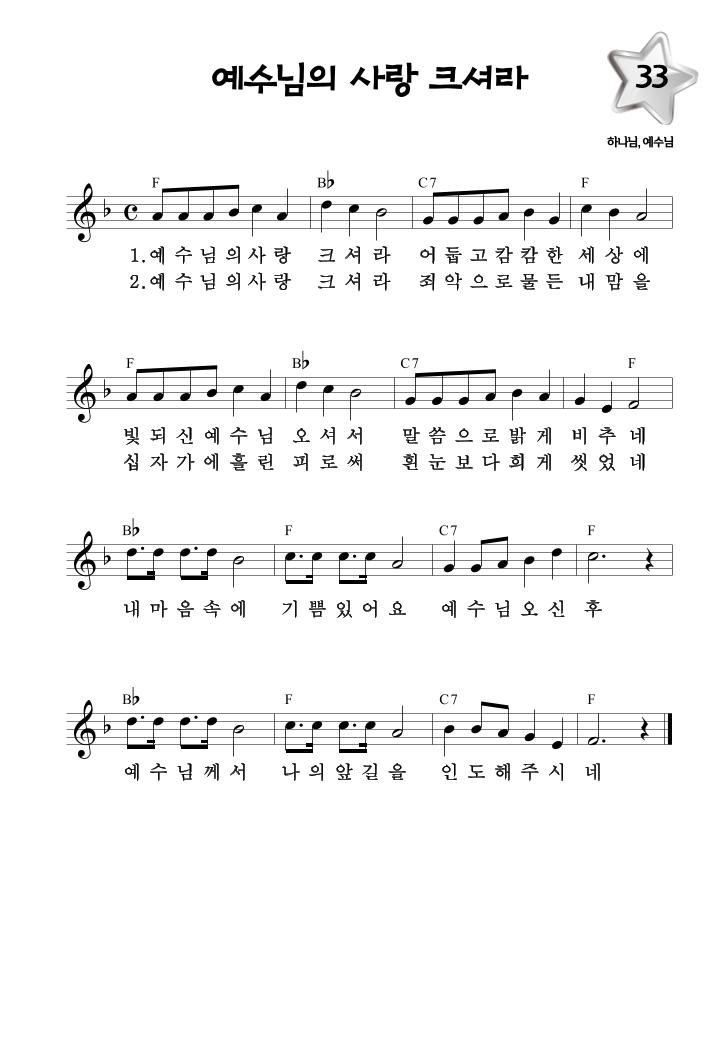 예수님의 사랑 크셔라
33
하나님, 예수님
F B♭ C7 F
1.예수님의사랑 크셔라 어둡고캄캄한 세상에
2.예수님의사랑 크셔라 죄악으로물든 내맘을
F B♭ C7 F
빛되신예수님 오셔서 말씀으로밝게 비추네
십자가에흘린 피로써 흰눈보다희게 씻었네
B♭ F C7 F
내마음속에 기쁨있어요 예수님오신 후
B♭ F C7 F
예수님께서 나의앞길을 인도해주시 네